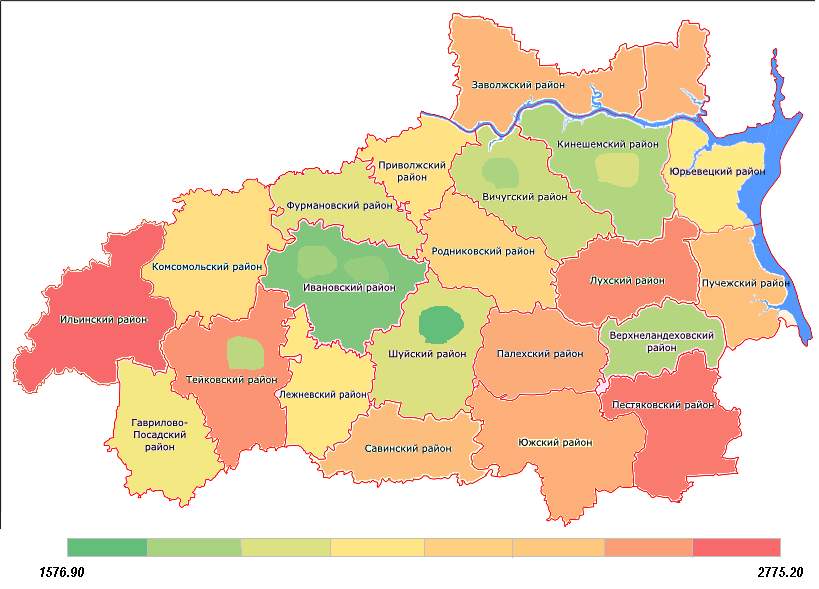 Заволжский район
Кинешемский район
Приволжский
район
Юрьевецкий район
Вичугский район
Фурмановский район
Родниковский район
Комсомольский район
Ивановский район
Лухский район
Пучежский район
Ильинский район
Верхнеландеховский
район
Шуйский район
Палехский район
Тейковский район
Лежневский район
Пестяковский район
Гаврилово-
Посадский
район
Савинский район
Южский район
1576.90
2775.20